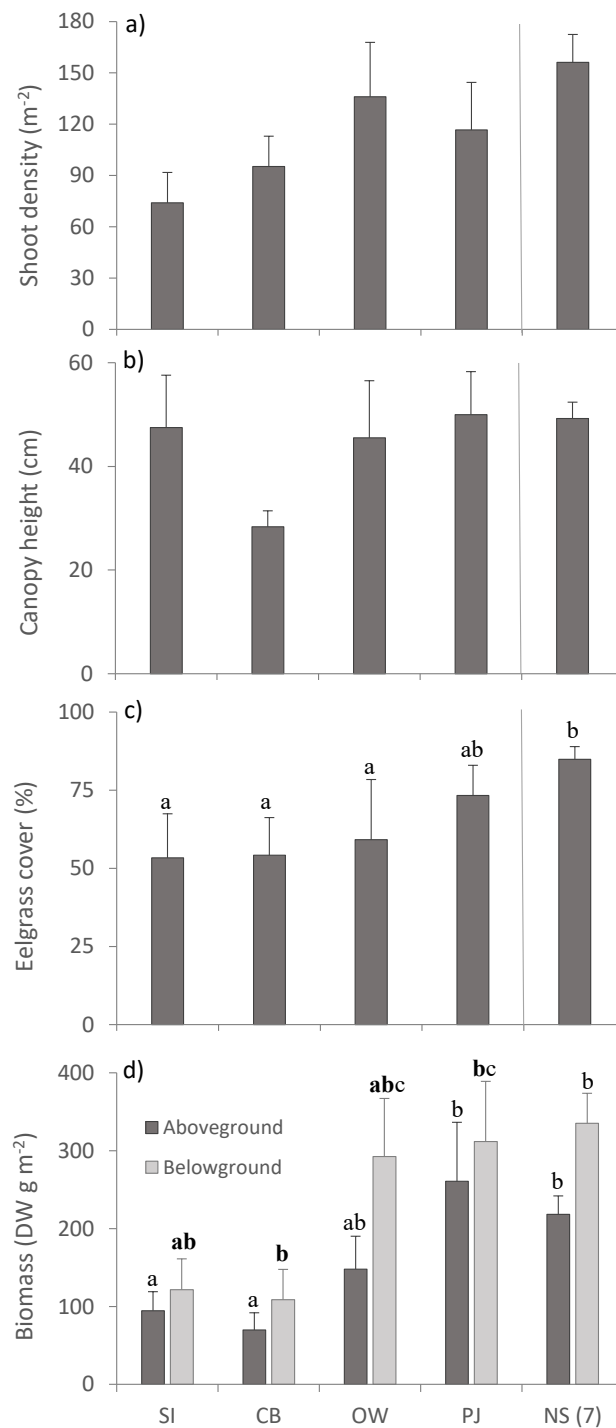 a)
Shoot density (m⁻²)
180
150
120
90
60
30
0
b)
Canopy height (cm)
60
40
20
0
c)
Eelgrass cover (%)
100
75
50
25
0
a a a ab b
d)
Biomass (DW g m⁻²)
400
300
200
100
0
Aboveground
Belowground
a ab a b ab abc b bc b b
SI CB OW PJ NS (7)